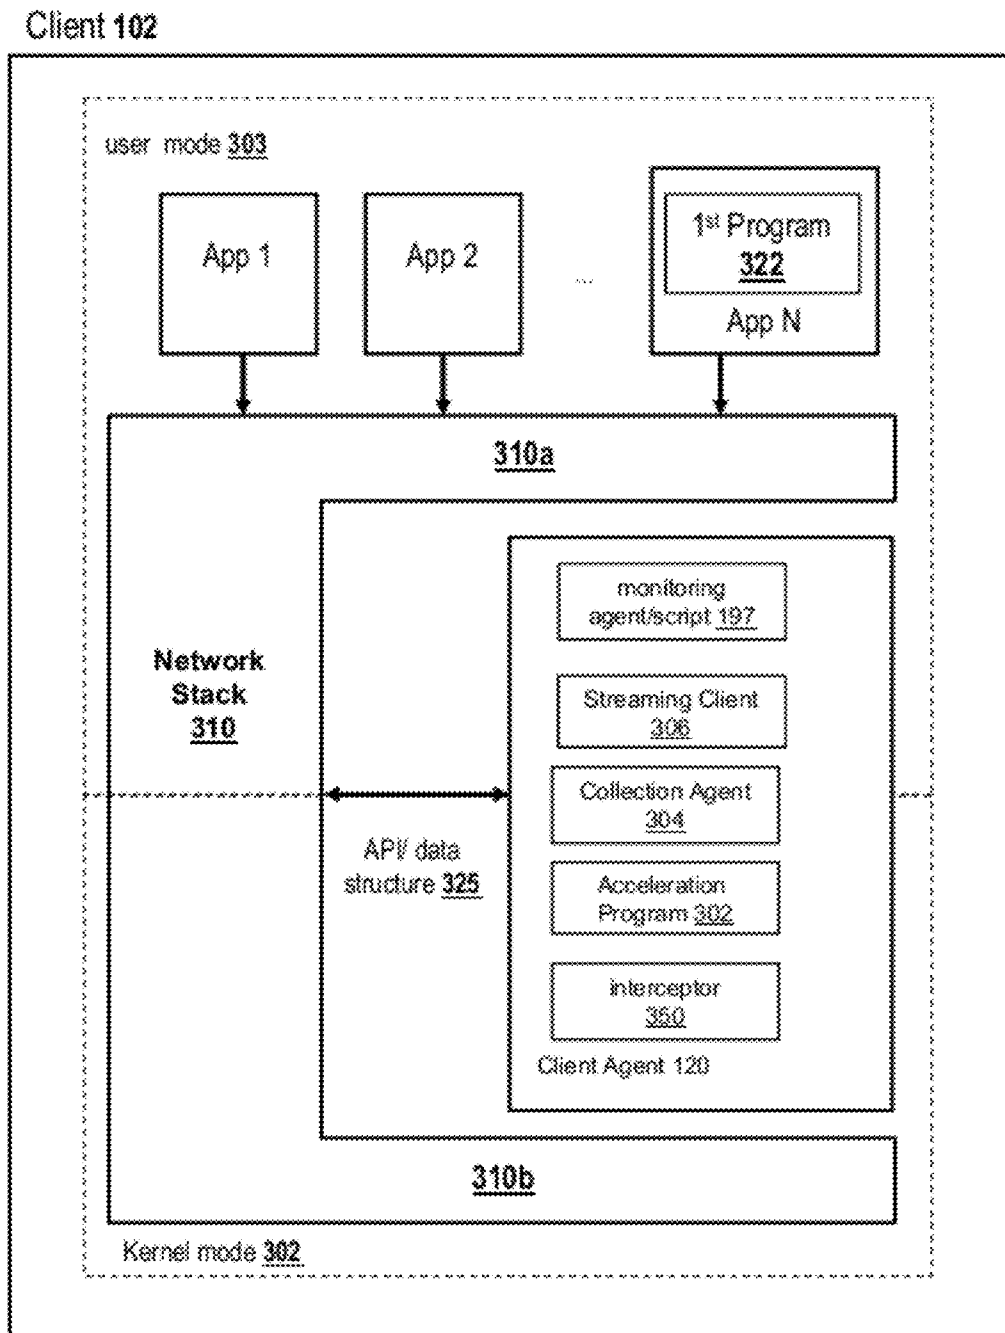 Client 102
user mode 303
App 1
App 2
...
1st Program
322
App N
310a
monitoring
agent/script 197
Network
Stack
310
Streaming Client
306
Collection Agent
304
API/ data
structure 325
Acceleration
Program 302
interceptor
350
Client Agent 120
310b
Kernel mode 302